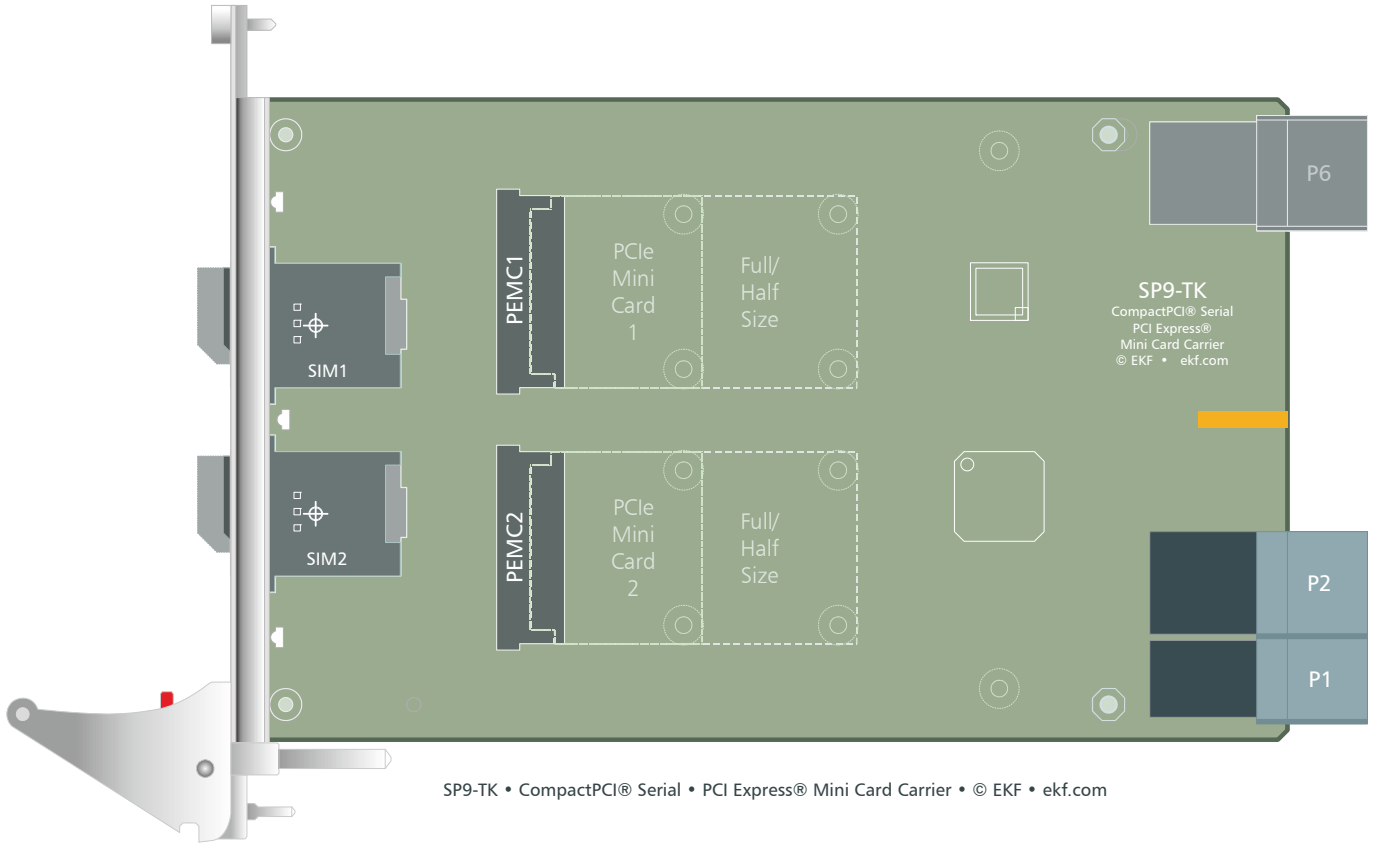 P6
PEMC1
PCIe
Mini
Card
1
Full/
Half
Size
SP9-TK
CompactPCI® Serial
PCI Express®
Mini Card Carrier
© EKF • ekf.com
SIM1
PEMC2
PCIe
Mini
Card
2
Full/
Half
Size
SIM2
P2
P1
SP9-TK • CompactPCI® Serial • PCI Express® Mini Card Carrier • © EKF • ekf.com